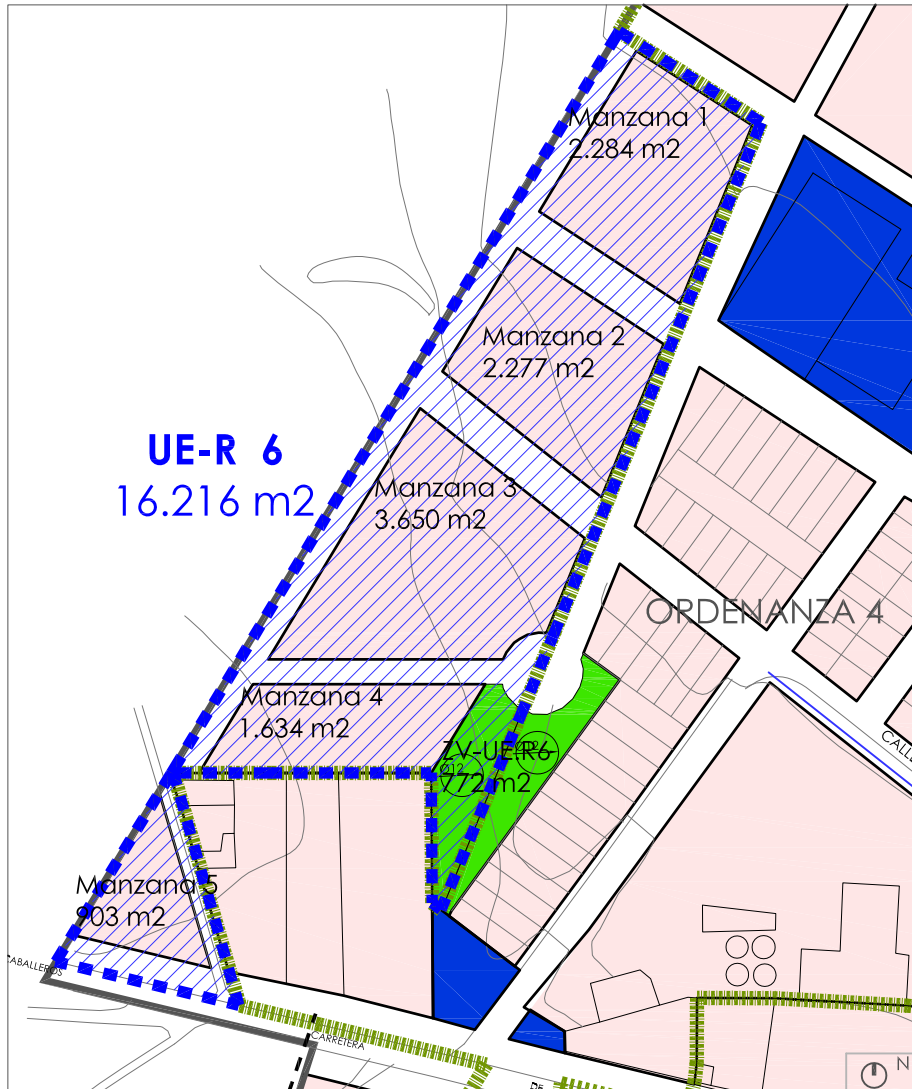 Manzana 1
2.284 m2
Manzana 2
2.277 m2
UE-R 6
16.216 m2
Manzana 3
3.650 m2
ORDENANZA 4
Manzana 4
1.634 m2
CALLE
ZV-UE.R6
772 m2
Manzana 5
903 m2
CABALLEROS
CARRETERA
DE
N